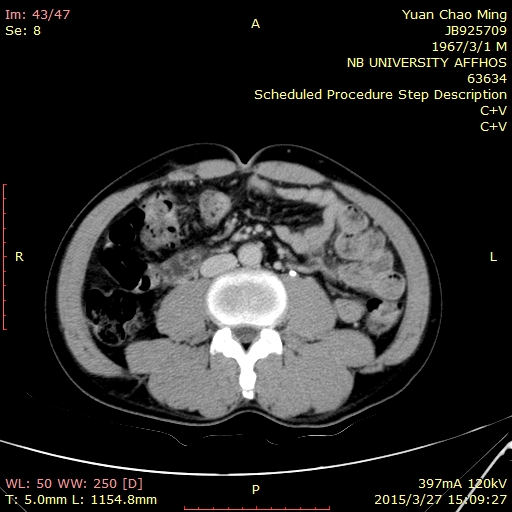 Im: 43/47
Se: 8
A
Yuan Chao Ming
JB925709
1967/3/1 M
NB UNIVERSITY AFFHOS
63634
Scheduled Procedure Step Description
C+V
C+V
R
L
WL: 50 WW: 250 [D]
T: 5.0mm L: 1154.8mm
P
397mA 120kV
2015/3/27 15:09:27